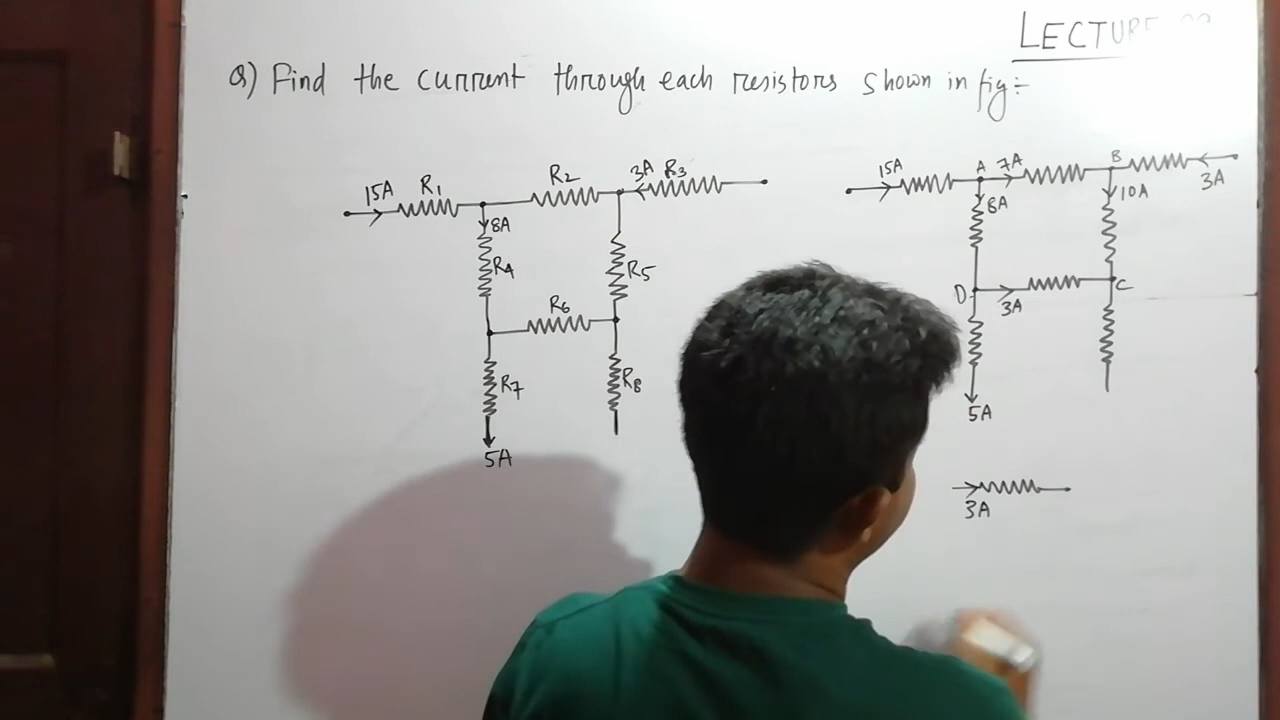 LECTURE
Q) Find the current through each resistors shown in fig:-
15A R1 R2 3A R3
8A
R4 R5
R6
R7 R8
5A
15A A 7A B
3A
8A 10A
D 3A C
5A
3A